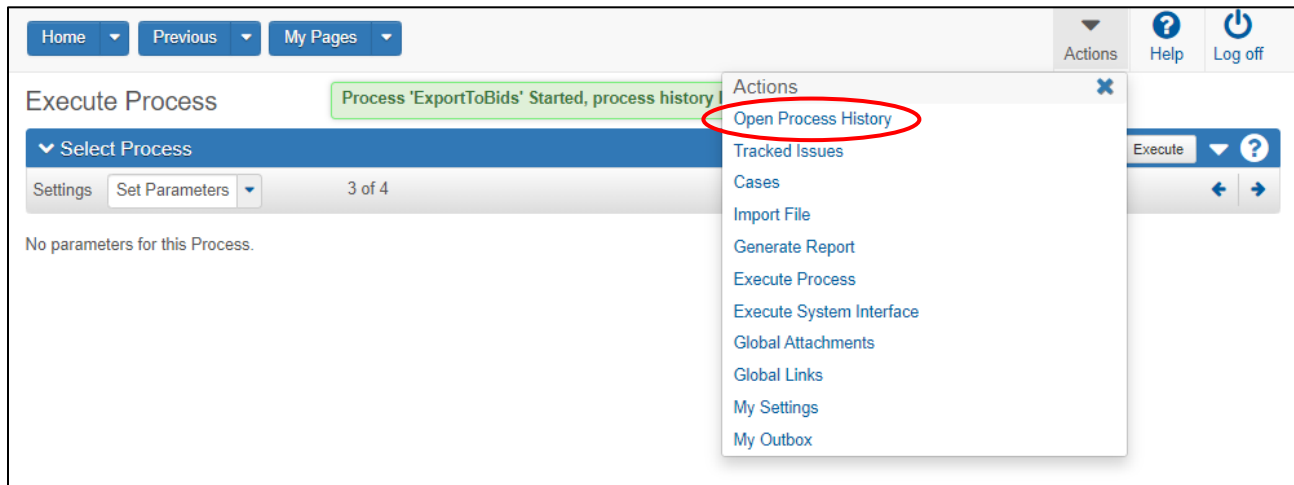 Home Previous My Pages Actions Help Log off
Execute Process
Process 'ExportToBids' Started, process history
Actions
Open Process History
Tracked Issues
Cases
Import File
Generate Report
Execute Process
Execute System Interface
Global Attachments
Global Links
My Settings
My Outbox
Select Process Execute
Settings Set Parameters 3 of 4
No parameters for this Process.